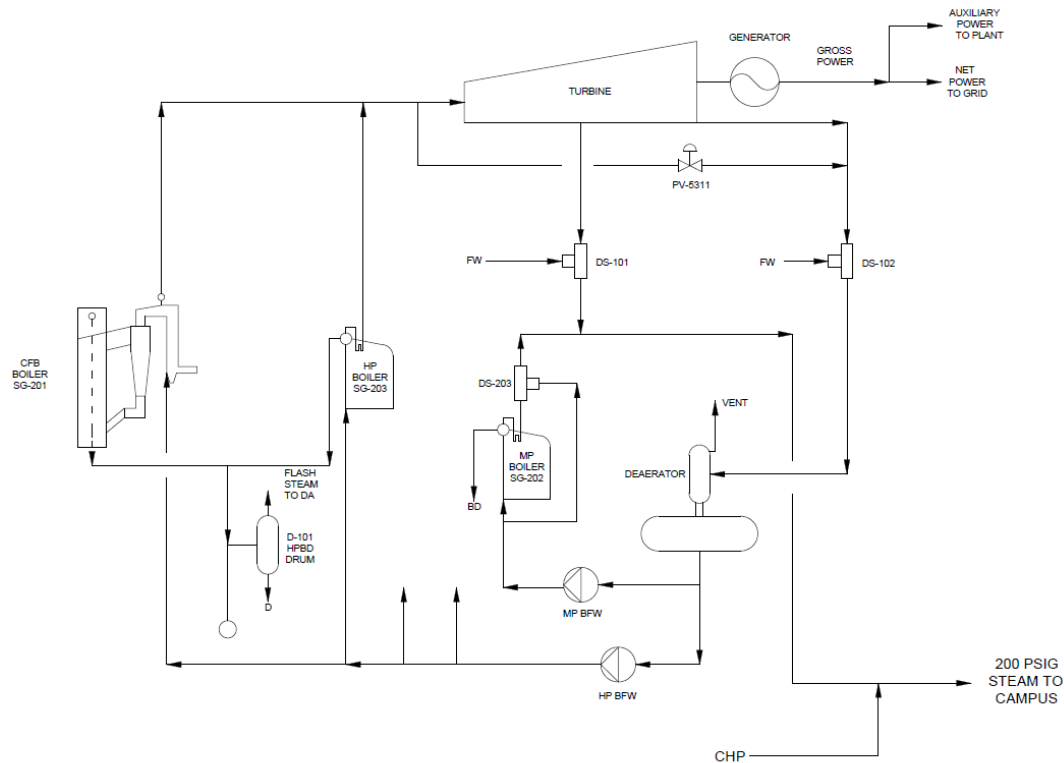 AUXILIARY
POWER
TO PLANT
GENERATOR
GROSS
POWER
NET
POWER
TO GRID
TURBINE
PV-5311
FW
DS-101
FW
DS-102
CFB
BOILER
SG-201
HP
BOILER
SG-203
DS-203
MP
BOILER
SG-202
BD
VENT
DEAERATOR
FLASH
STEAM
TO DA
D-101
HPBD
DRUM
D
MP BFW
HP BFW
200 PSIG
STEAM TO
CAMPUS
CHP